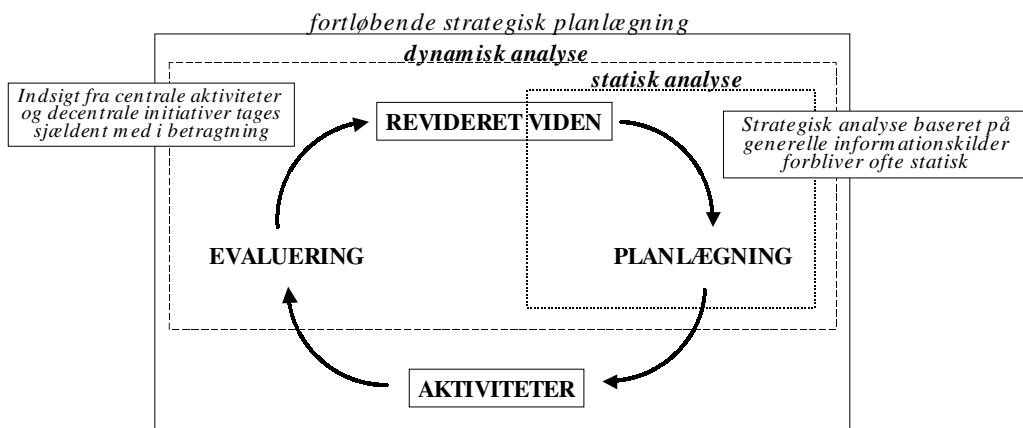 fortløbende strategisk planlægning
dynamisk analyse
statisk analyse
Indsigt fra centrale aktiviteter
og decentrale initiativer tages
sjældent med i betragtning
REVIDERET VIDEN
Strategisk analyse baseret på
generelle informationskilder
forbliver ofte statisk
EVALUERING
PLANLÆGNING
AKTIVITETER